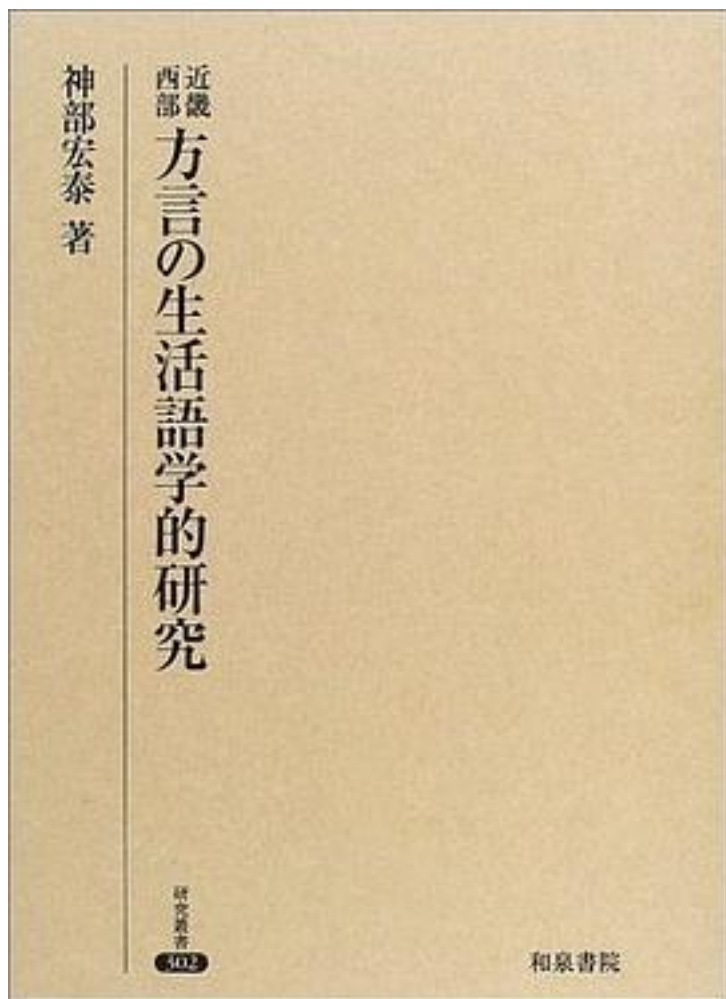 近畿
西部
方言の生活語学的研究
神部宏泰 著
研究叢書
302
和泉書院